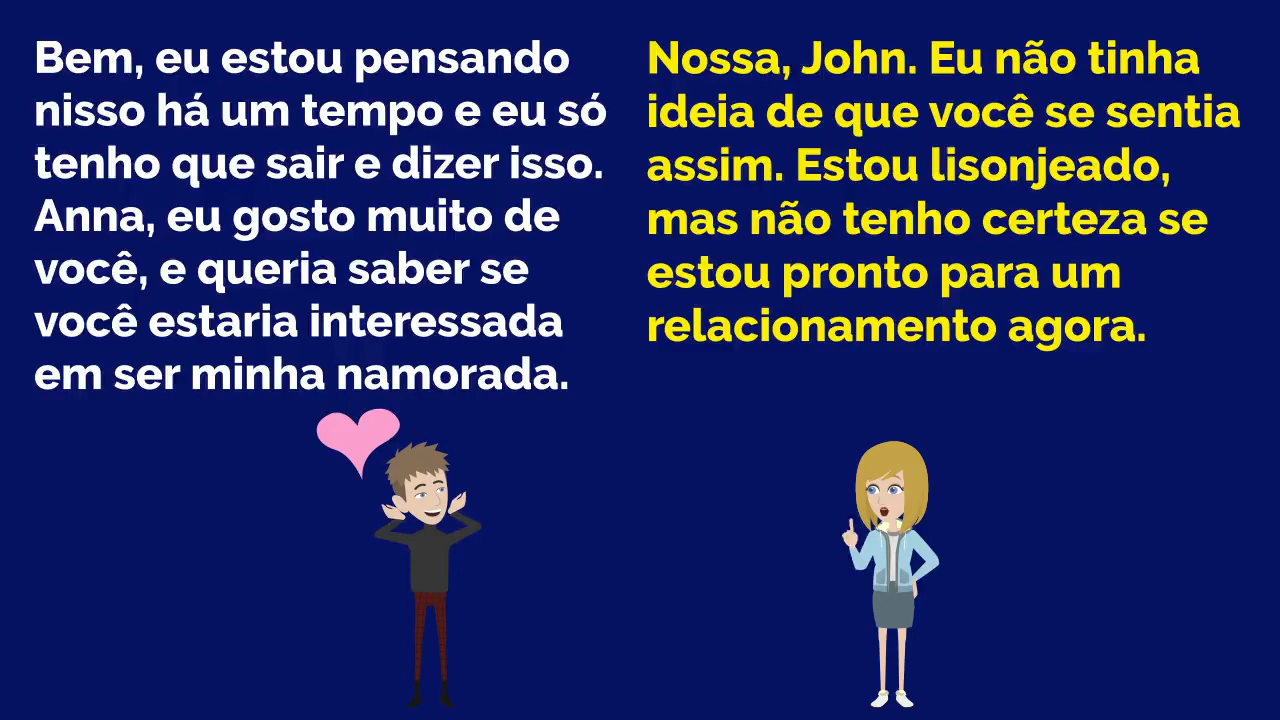 Bem, eu estou pensando
nisso há um tempo e eu só
tenho que sair e dizer isso.
Anna, eu gosto muito de
você, e queria saber se
você estaria interessada
em ser minha namorada.
Nossa, John. Eu não tinha
ideia de que você se sentia
assim. Estou lisonjeado,
mas não tenho certeza se
estou pronto para um
relacionamento agora.